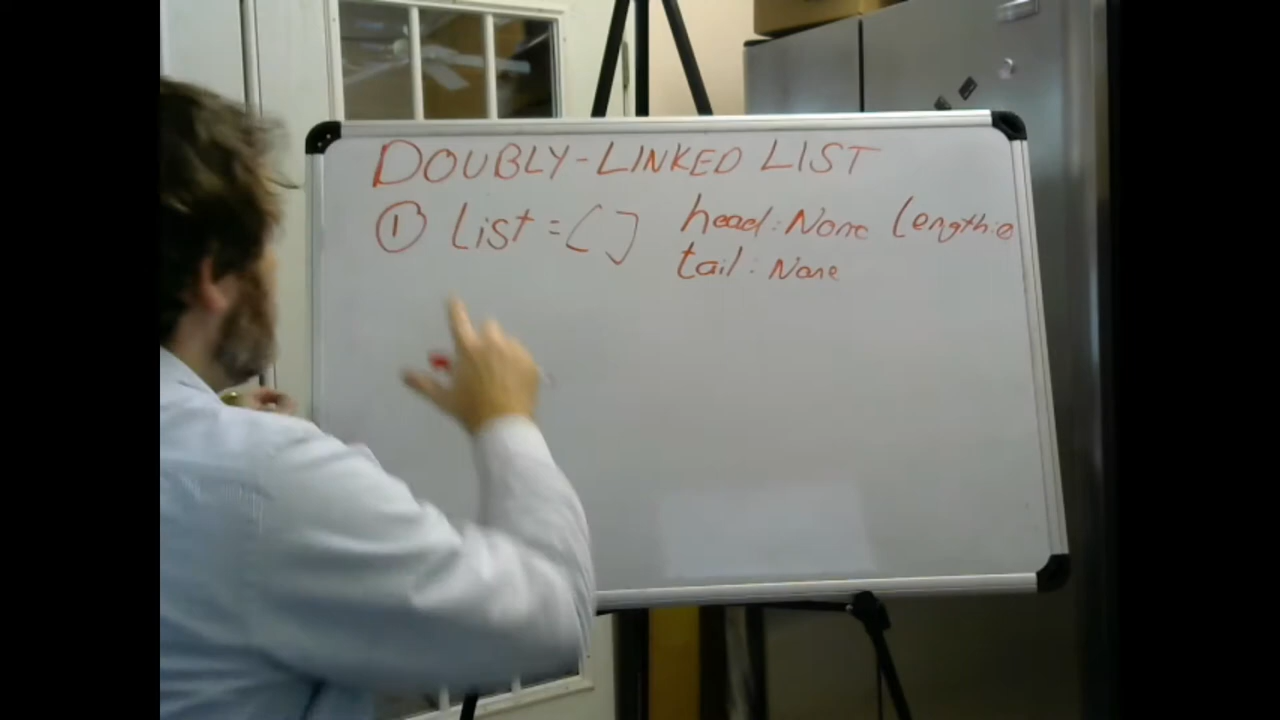 DOUBLY-LINKED LIST
① List = [ ] head: None Length: 0
tail: None